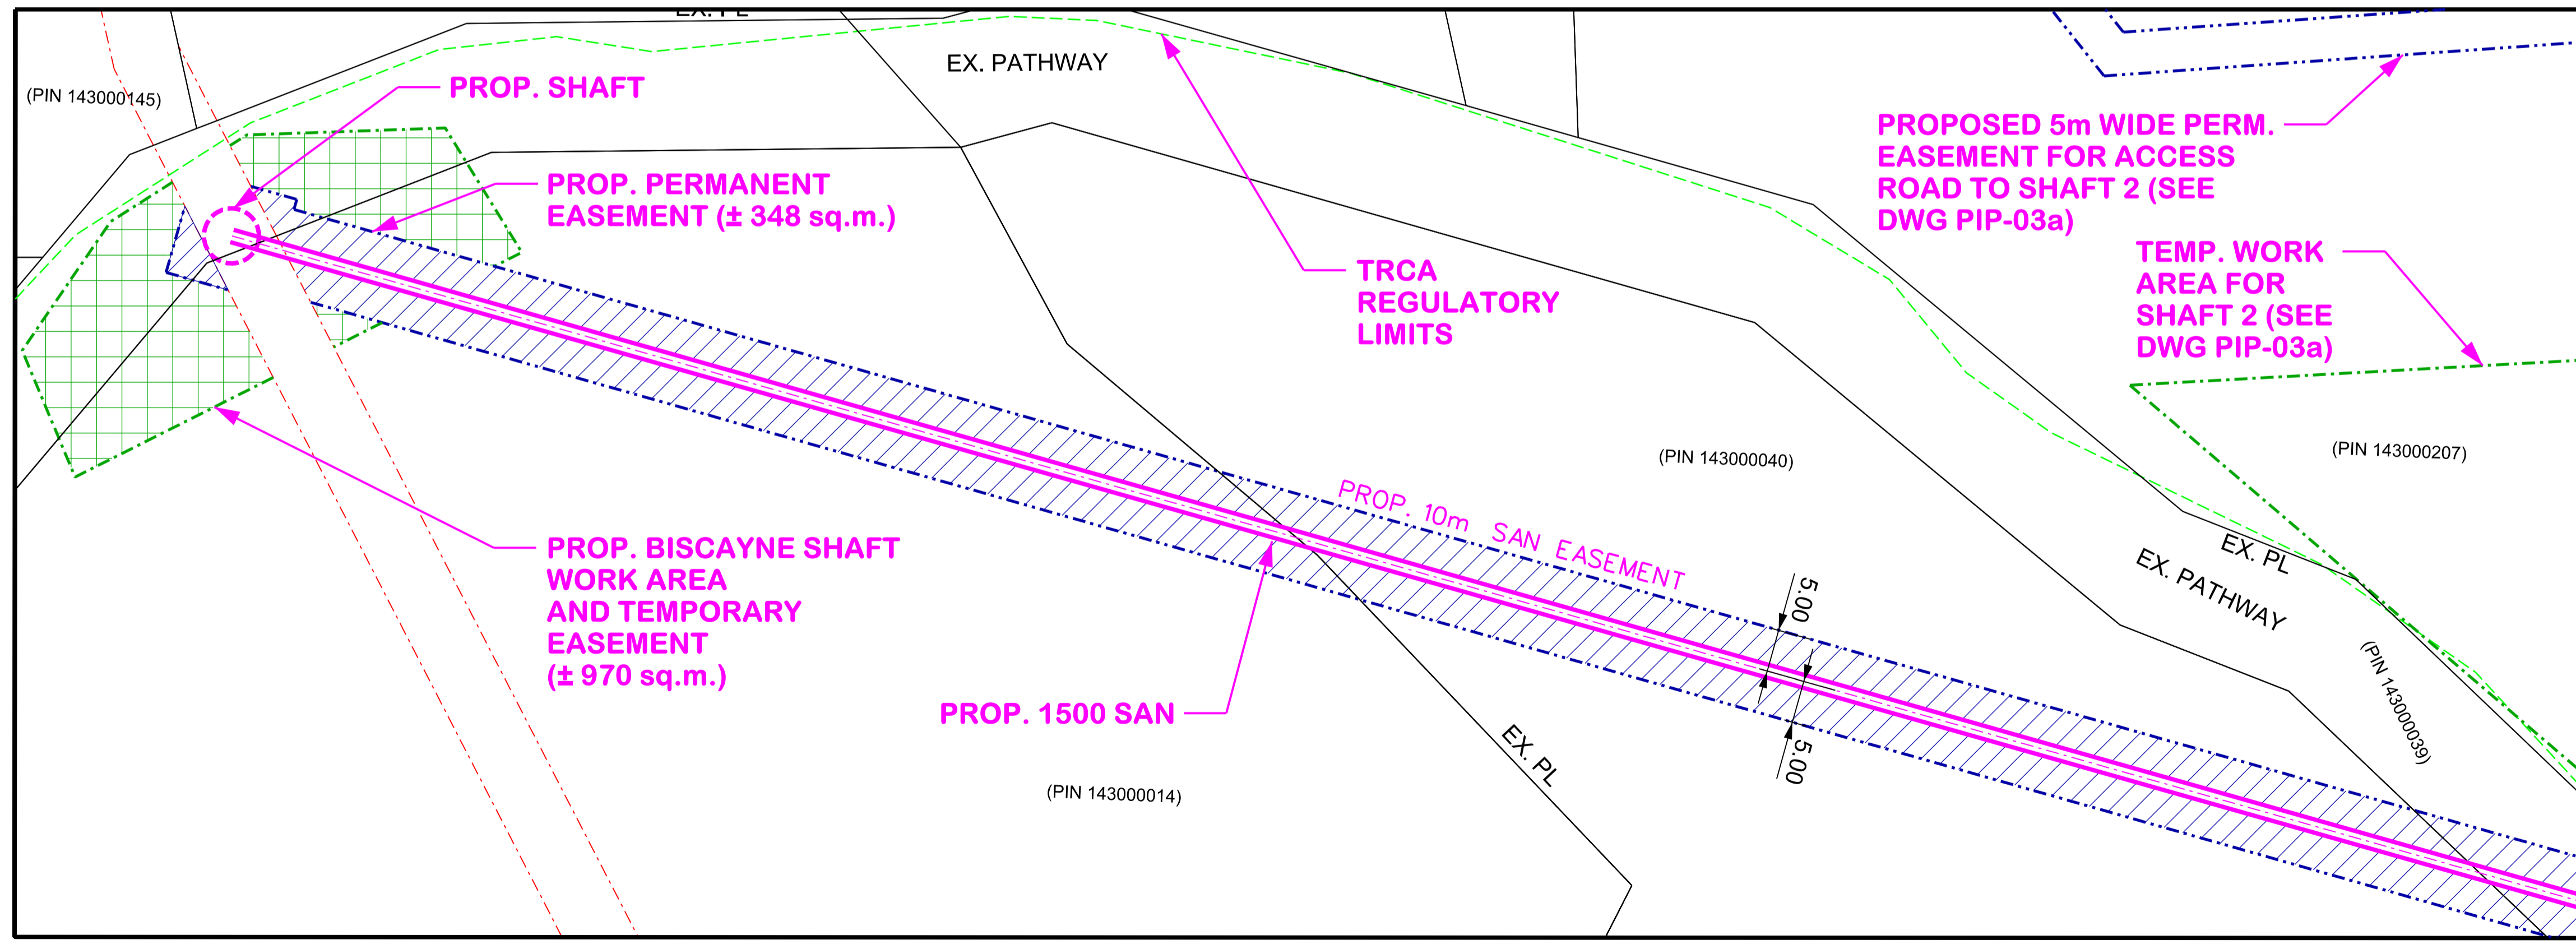 EX. PL
EX. PATHWAY
(PIN 143000145)
PROP. SHAFT
PROP. PERMANENT
EASEMENT (± 348 sq.m.)
PROPOSED 5m WIDE PERM.
EASEMENT FOR ACCESS
ROAD TO SHAFT 2 (SEE
DWG PIP-03a)
TEMP. WORK
AREA FOR
SHAFT 2 (SEE
DWG PIP-03a)
TRCA
REGULATORY
LIMITS
(PIN 143000040)
(PIN 143000207)
PROP. 10m SAN EASEMENT
PROP. BISCAYNE SHAFT
WORK AREA
AND TEMPORARY
EASEMENT
(± 970 sq.m.)
EX. PL
EX. PATHWAY
5.00
5.00
(PIN 143000039)
PROP. 1500 SAN
EX. PL
(PIN 143000014)